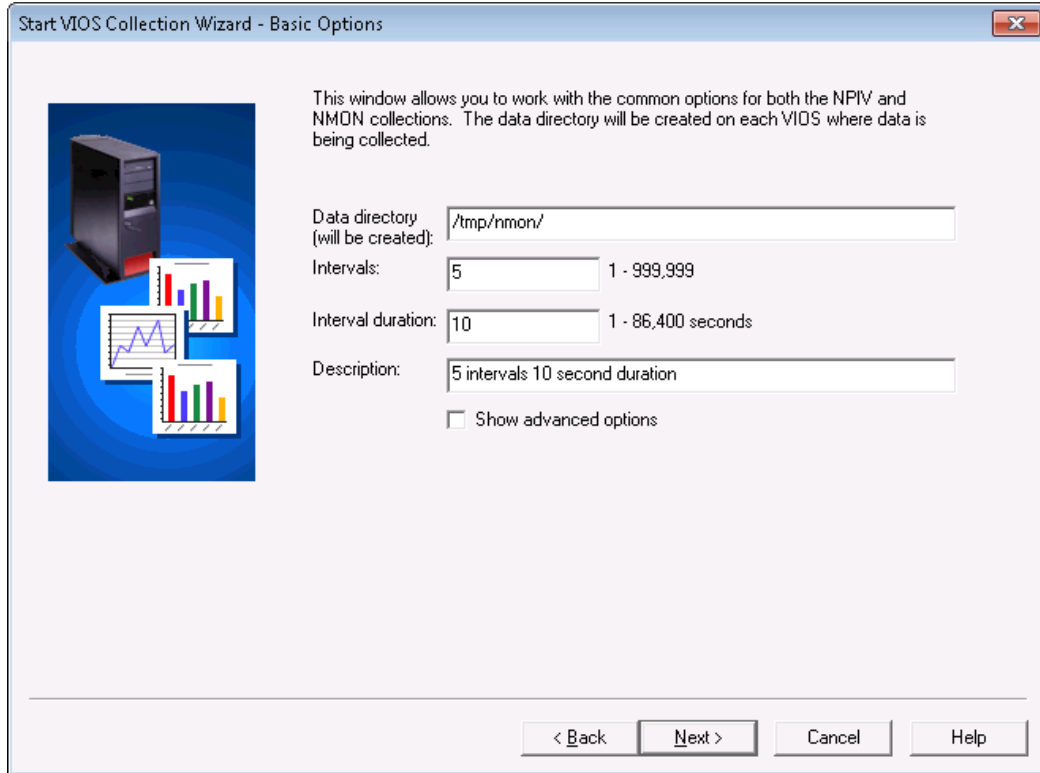 Start VIOS Collection Wizard - Basic Options
This window allows you to work with the common options for both the NPIV and
NMON collections.  The data directory will be created on each VIOS where data is
being collected.
Data directory
(will be created):
/tmp/nmon/
Intervals:
5
1 - 999,999
Interval duration:
10
1 - 86,400 seconds
Description:
5 intervals 10 second duration
Show advanced options
< Back
Next >
Cancel
Help